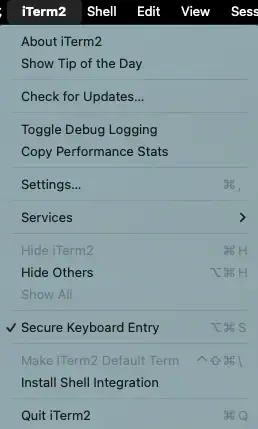 iTerm2 Shell Edit View Sess
About iTerm2
Show Tip of the Day
Check for Updates...
Toggle Debug Logging
Copy Performance Stats
Settings... ⌘ ,
Services >
Hide iTerm2 ⌘ H
Hide Others ⌥⌘ H
Show All
✓ Secure Keyboard Entry ⌥⌘ S
Make iTerm2 Default Term ^⇧⌘ \
Install Shell Integration
Quit iTerm2 ⌘ Q